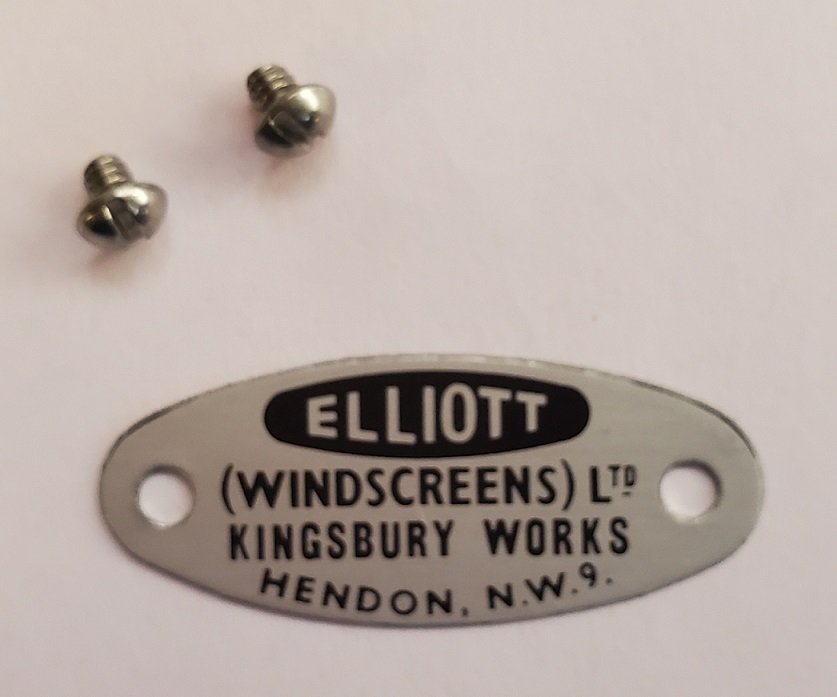 ELLIOTT
(WINDSCREENS) LTD
KINGSBURY WORKS
HENDON, N.W.9.